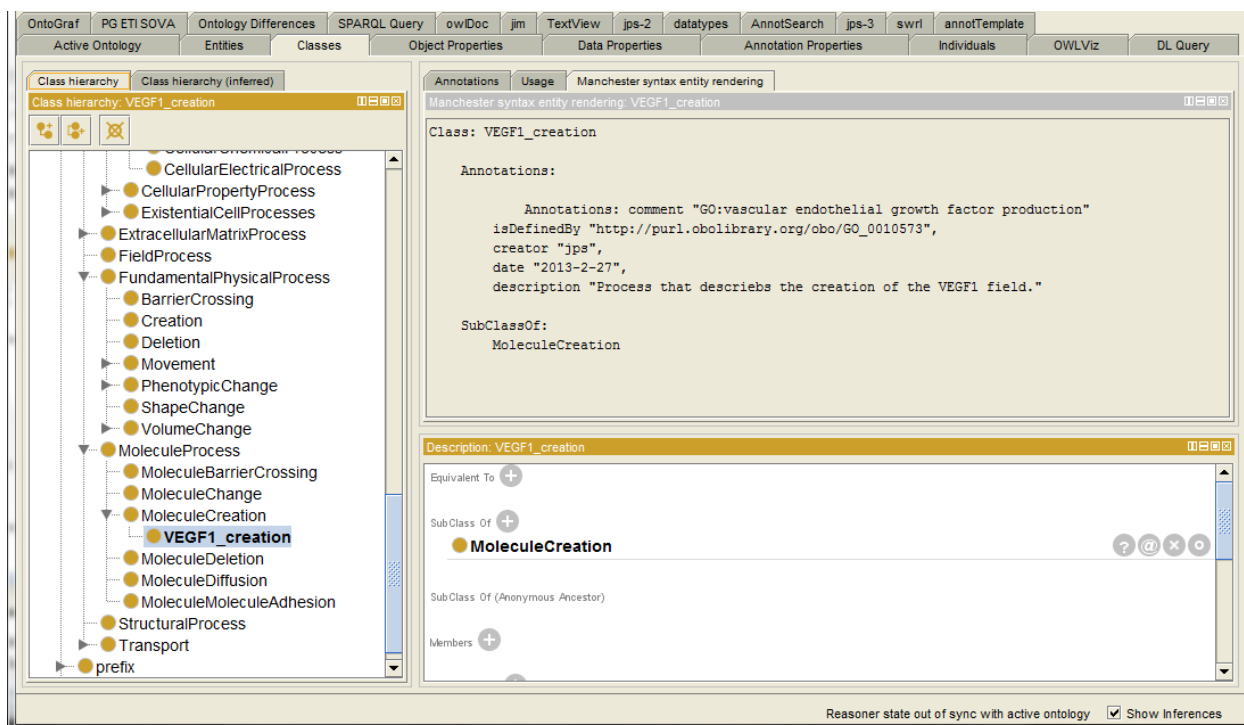 OntoGraf PG ETI SOVA Ontology Differences SPARQL Query owlDoc jim TextView jps-2 datatypes AnnotSearch jps-3 swrl annotTemplate
Active Ontology Entities Classes Object Properties Data Properties Annotation Properties Individuals OWLViz DL Query
Class hierarchy Class hierarchy (inferred)
Class hierarchy: VEGF1_creation
CellularChemicalProcess
CellularElectricalProcess
CellularPropertyProcess
ExistentialCellProcesses
ExtracellularMatrixProcess
FieldProcess
FundamentalPhysicalProcess
BarrierCrossing
Creation
Deletion
Movement
PhenotypicChange
ShapeChange
VolumeChange
MoleculeProcess
MoleculeBarrierCrossing
MoleculeChange
MoleculeCreation
VEGF1_creation
MoleculeDeletion
MoleculeDiffusion
MoleculeMoleculeAdhesion
StructuralProcess
Transport
prefix
Annotations Usage Manchester syntax entity rendering
Manchester syntax entity rendering: VEGF1_creation
Class: VEGF1_creation
Annotations:
Annotations: comment "GO:vascular endothelial growth factor production"
isDefinedBy "http://purl.obolibrary.org/obo/GO_0010573",
creator "jps",
date "2013-2-27",
description "Process that descriebs the creation of the VEGF1 field."
SubClassOf:
MoleculeCreation
Description: VEGF1_creation
Equivalent To
SubClass Of
MoleculeCreation
SubClass Of (Anonymous Ancestor)
Members
Reasoner state out of sync with active ontology Show Inferences